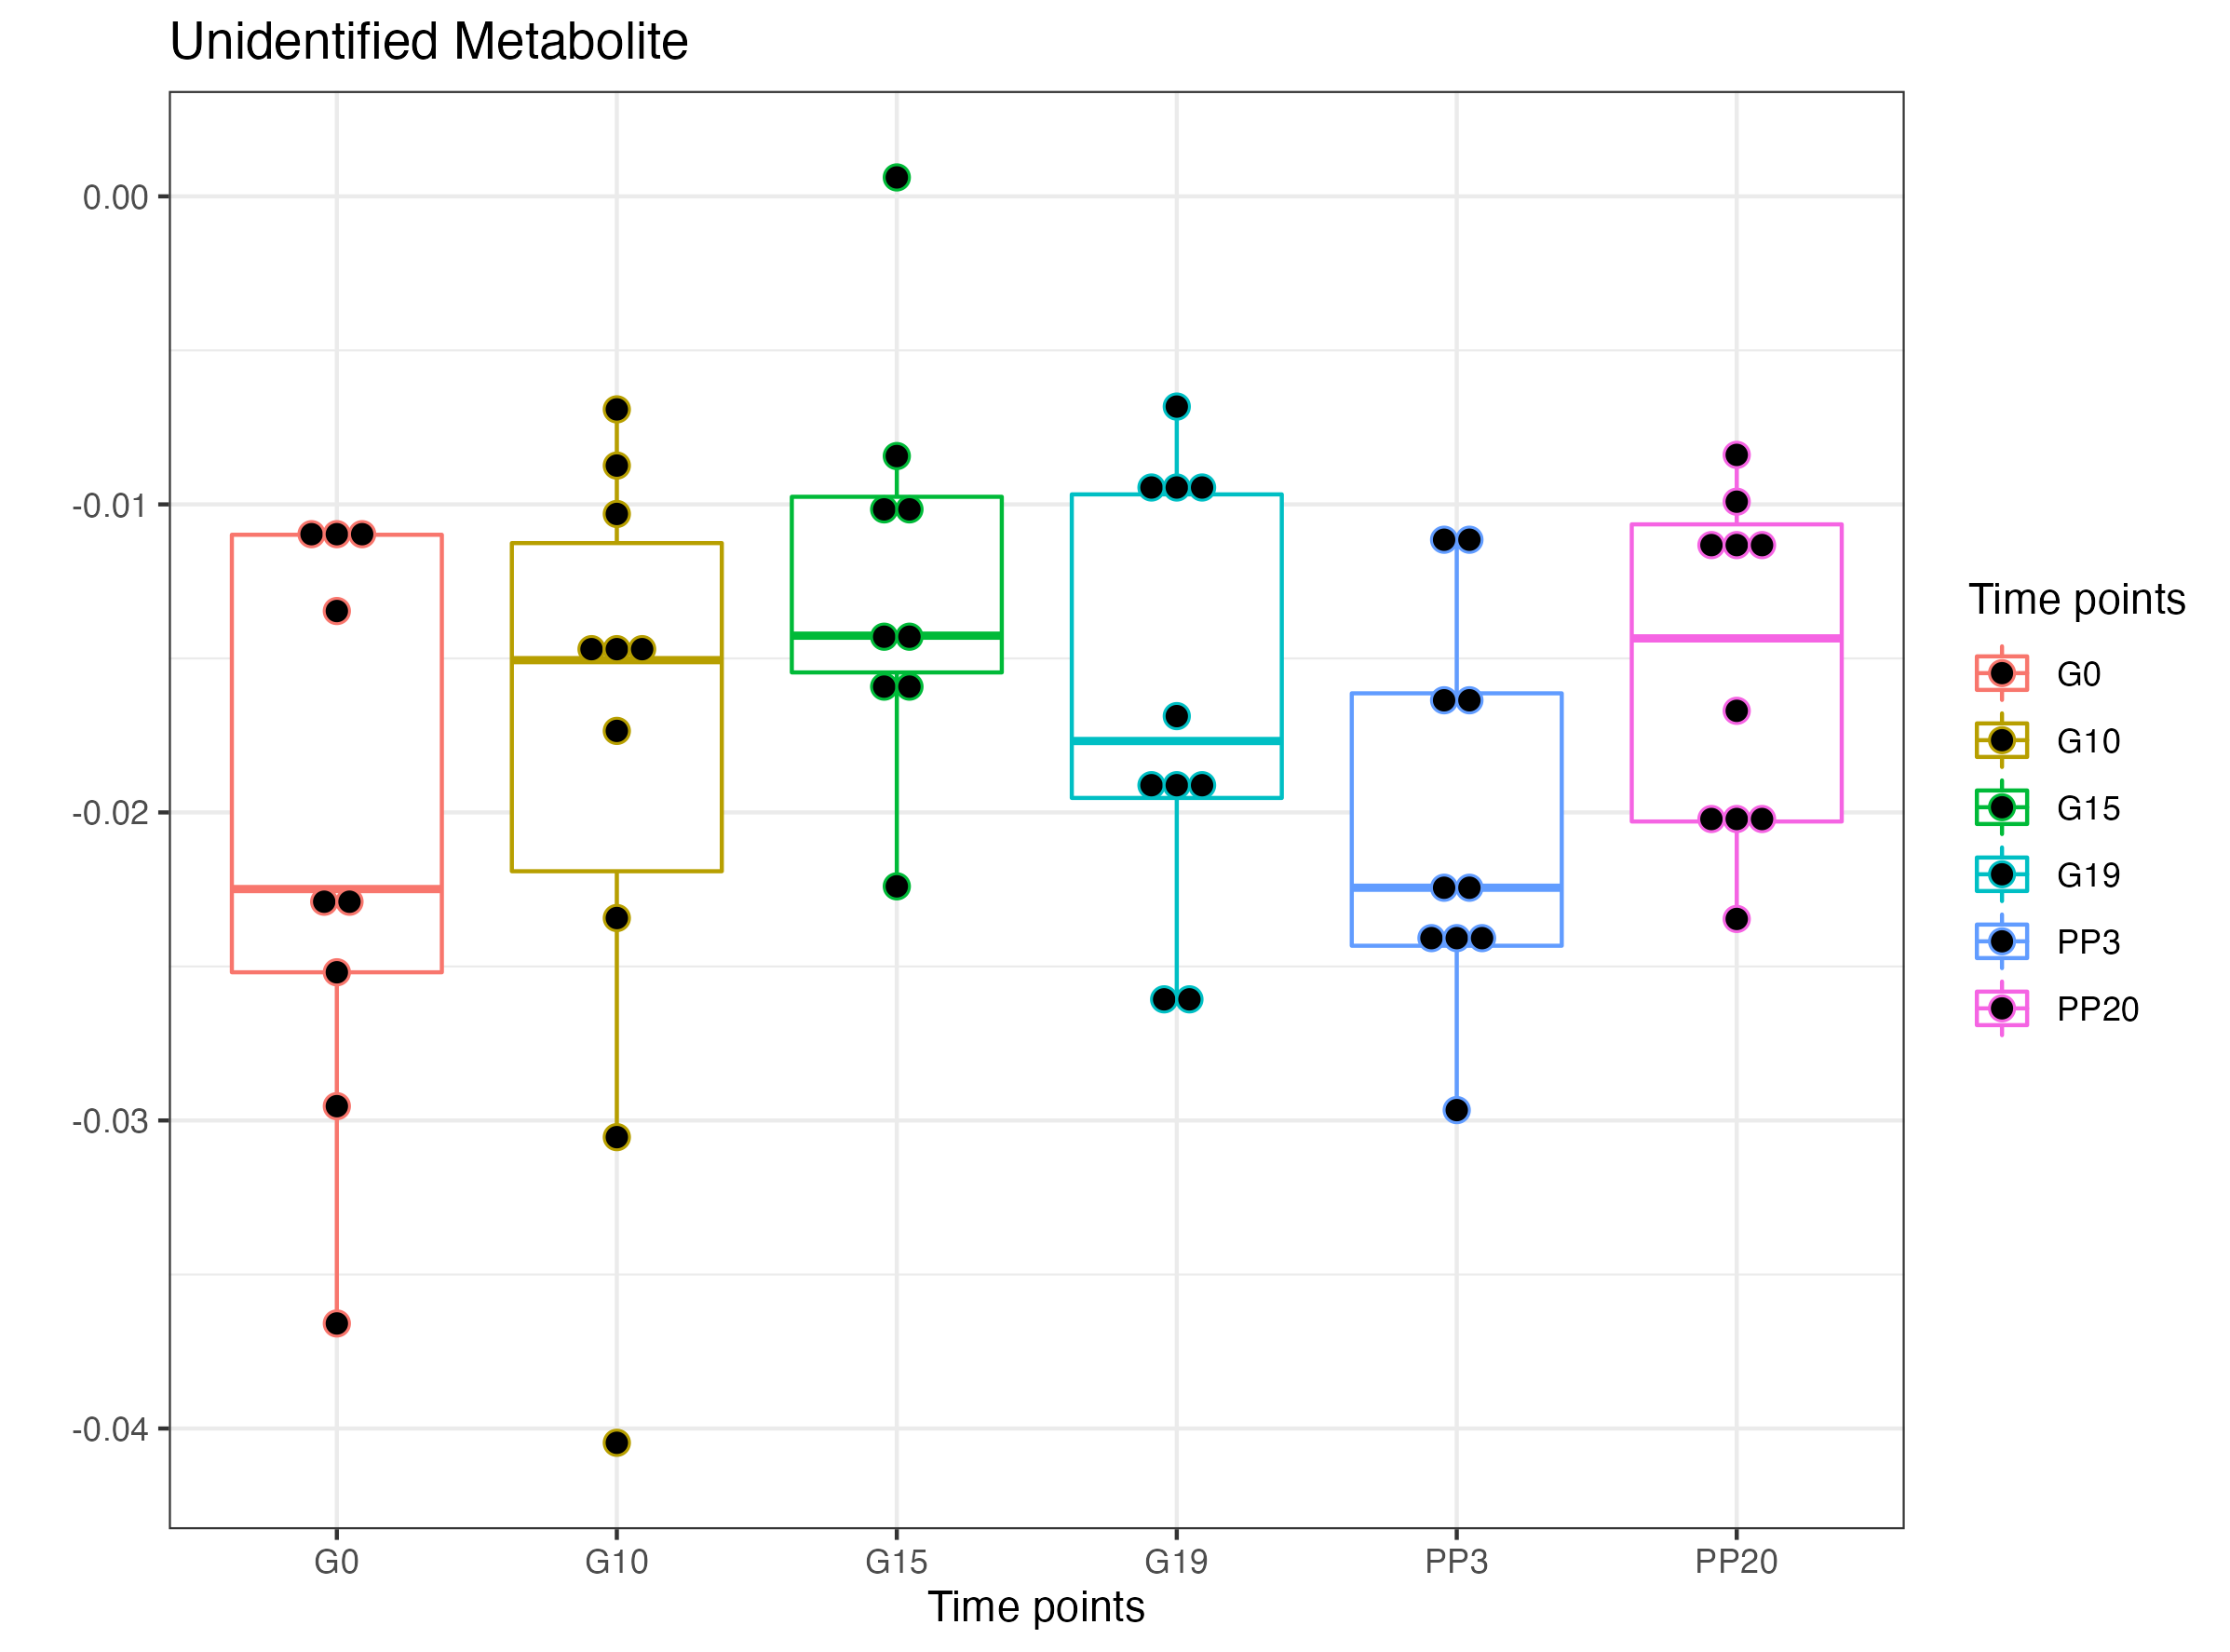 Unidentified Metabolite
0.00
-0.01
-0.02
-0.03
-0.04
G0 G10 G15 G19 PP3 PP20
Time points
Time points
G0
G10
G15
G19
PP3
PP20